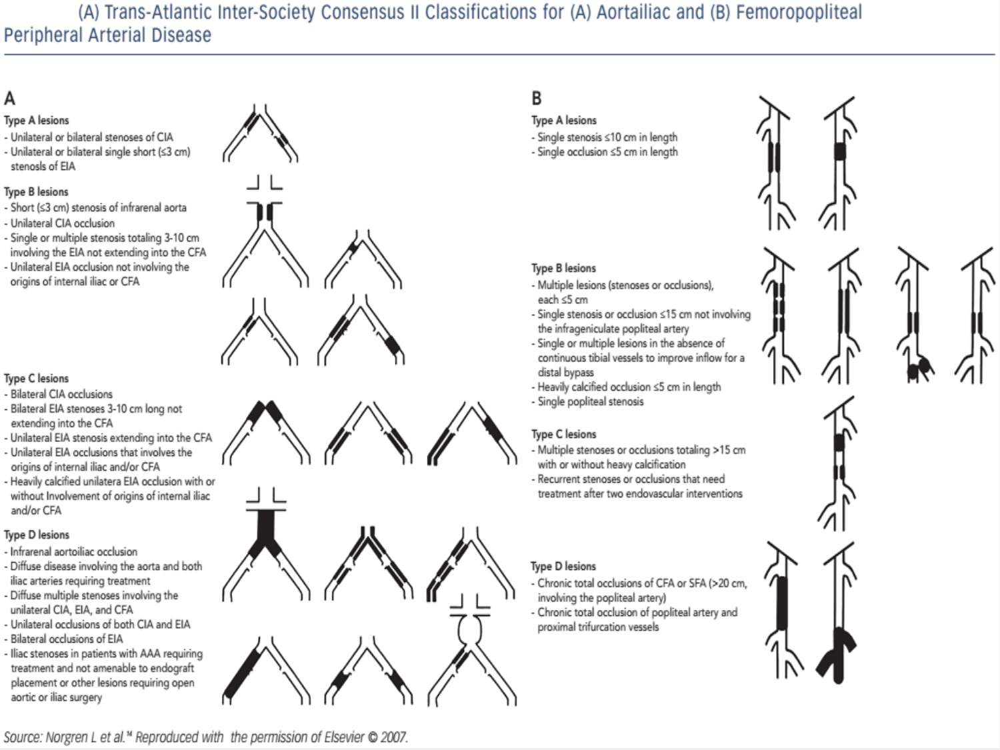 (A) Trans-Atlantic Inter-Society Consensus II Classifications for (A) Aortailiac and (B) Femoropopliteal
Peripheral Arterial Disease
A
Type A lesions
- Unilateral or bilateral stenoses of CIA
- Unilateral or bilateral single short (≤3 cm)
stenosls of EIA
Type B lesions
- Short (≤3 cm) stenosis of infrarenal aorta
- Unilateral CIA occlusion
- Single or multiple stenosis totaling 3-10 cm
involving the EIA not extending into the CFA
- Unilateral EIA occlusion not involving the
origins of internal iliac or CFA
Type C lesions
- Bilateral CIA occlusions
- Bilateral EIA stenoses 3-10 cm long not
extending into the CFA
- Unilateral EIA stenosis extending into the CFA
- Unilateral EIA occlusions that involves the
origins of internal iliac and/or CFA
- Heavily calcified unilatera EIA occlusion with or
without Involvement of origins of internal iliac
and/or CFA
Type D lesions
- Infrarenal aortoiliac occlusion
- Diffuse disease involving the aorta and both
iliac arteries requiring treatment
- Diffuse multiple stenoses involving the
unilateral CIA, EIA, and CFA
- Unilateral occlusions of both CIA and EIA
- Bilateral occlusions of EIA
- Iliac stenoses in patients with AAA requiring
treatment and not amenable to endograft
placement or other lesions requiring open
aortic or iliac surgery
B
Type A lesions
- Single stenosis ≤10 cm in length
- Single occlusion ≤5 cm in length
Type B lesions
- Multiple lesions (stenoses or occlusions),
each ≤5 cm
- Single stenosis or occlusion ≤15 cm not involving
the infrageniculate popliteal artery
- Single or multiple lesions in the absence of
continuous tibial vessels to improve inflow for a
distal bypass
- Heavily calcified occlusion ≤5 cm in length
- Single popliteal stenosis
Type C lesions
- Multiple stenoses or occlusions totaling >15 cm
with or without heavy calcification
- Recurrent stenoses or occlusions that need
treatment after two endovascular interventions
Type D lesions
- Chronic total occlusions of CFA or SFA (>20 cm,
involving the popliteal artery)
- Chronic total occlusion of popliteal artery and
proximal trifurcation vessels
Source: Norgren L et al.¹⁴ Reproduced with the permission of Elsevier © 2007.